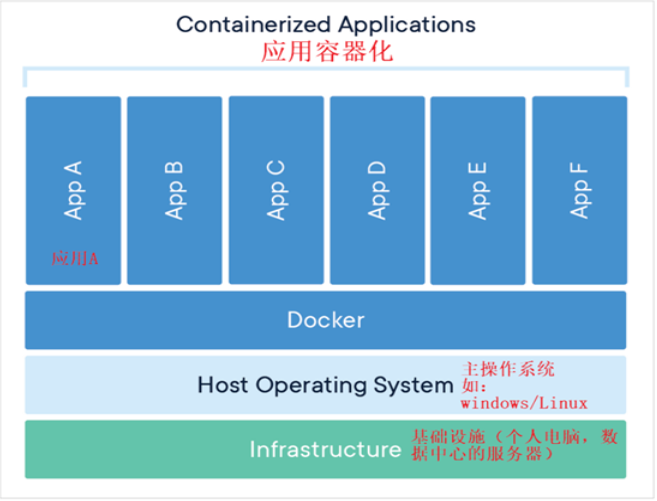 Containerized Applications
应用容器化
App A
App B
App C
App D
App E
App F
应用A
Docker
Host Operating System
主操作系统
如：
windows/Linux
Infrastructure
基础设施（个人电脑，数
据中心的服务器）